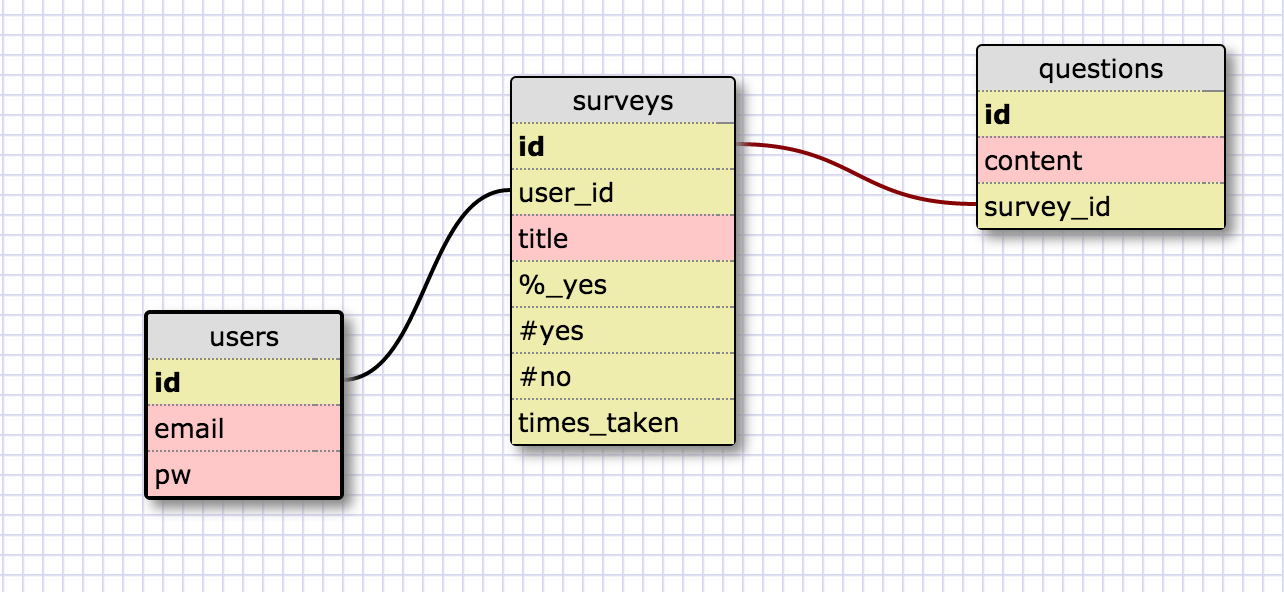 users
id
email
pw
surveys
id
user_id
title
%_yes
#yes
#no
times_taken
questions
id
content
survey_id